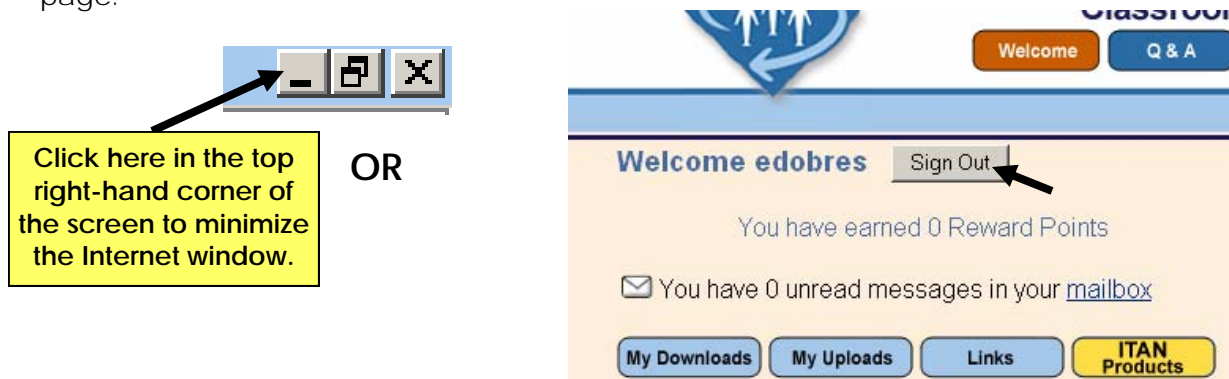 page.
Classroo
Welcome
Q & A
Click here in the top
right-hand corner of
the screen to minimize
the Internet window.
OR
Welcome edobres
Sign Out
You have earned 0 Reward Points
You have 0 unread messages in your mailbox
My Downloads
My Uploads
Links
ITAN
Products